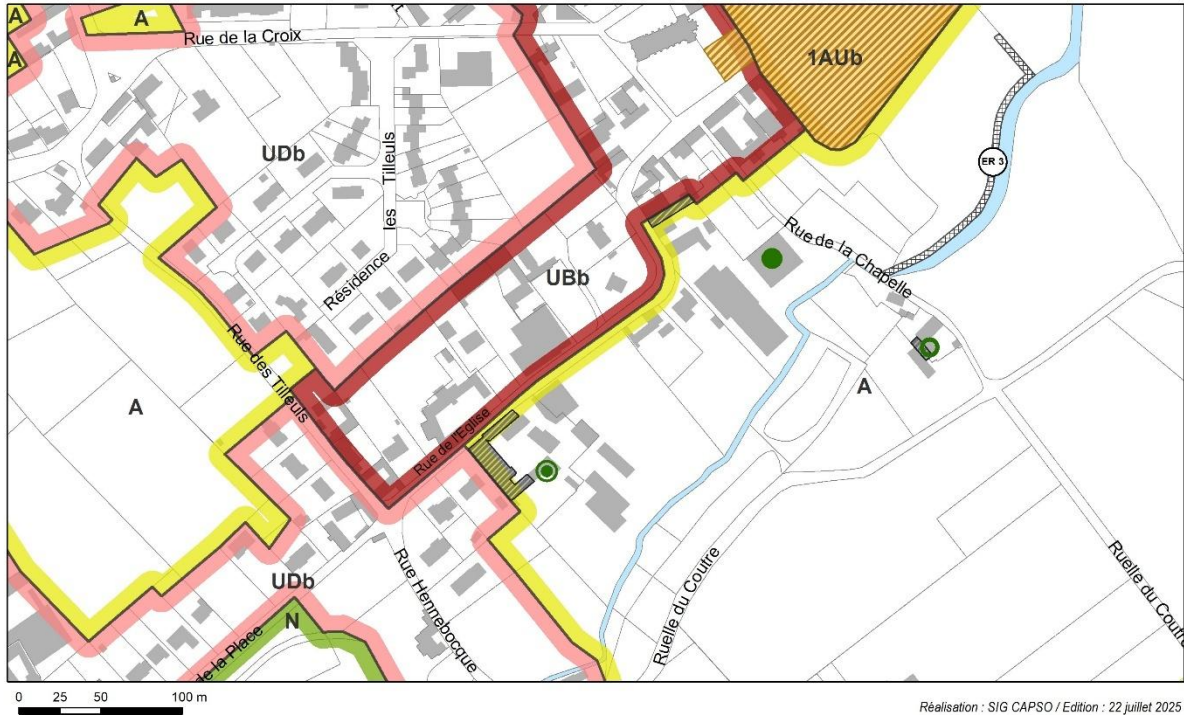 A
A
Rue de la Croix
1AUb
A
ER 3
UDb
les Tilleuls
Résidence
Rue de la Chapelle
UBb
Rue des Tilleuls
A
A
Rue de l'Eglise
UDb
Rue Hennebocque
Ruelle du Coutre
Ruelle du Coutre
N
de la Place
0 25 50 100 m
Réalisation : SIG CAPSO / Edition : 22 juillet 2025